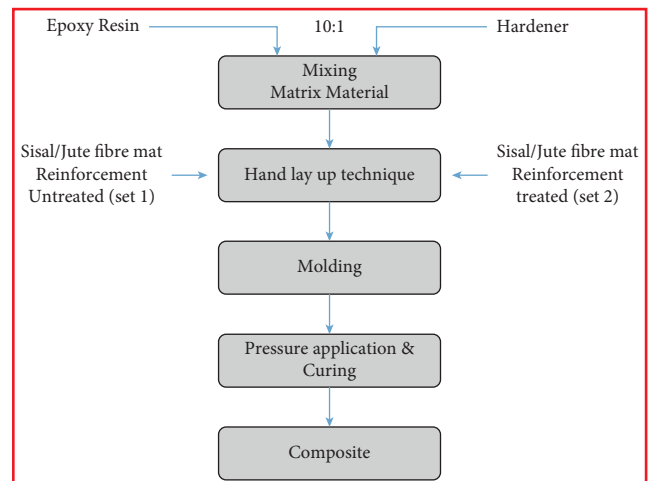 Epoxy Resin
10:1
Hardener
Mixing
Matrix Material
Sisal/Jute fibre mat
Reinforcement
Untreated (set 1)
Hand lay up technique
Sisal/Jute fibre mat
Reinforcement
treated (set 2)
Molding
Pressure application &
Curing
Composite